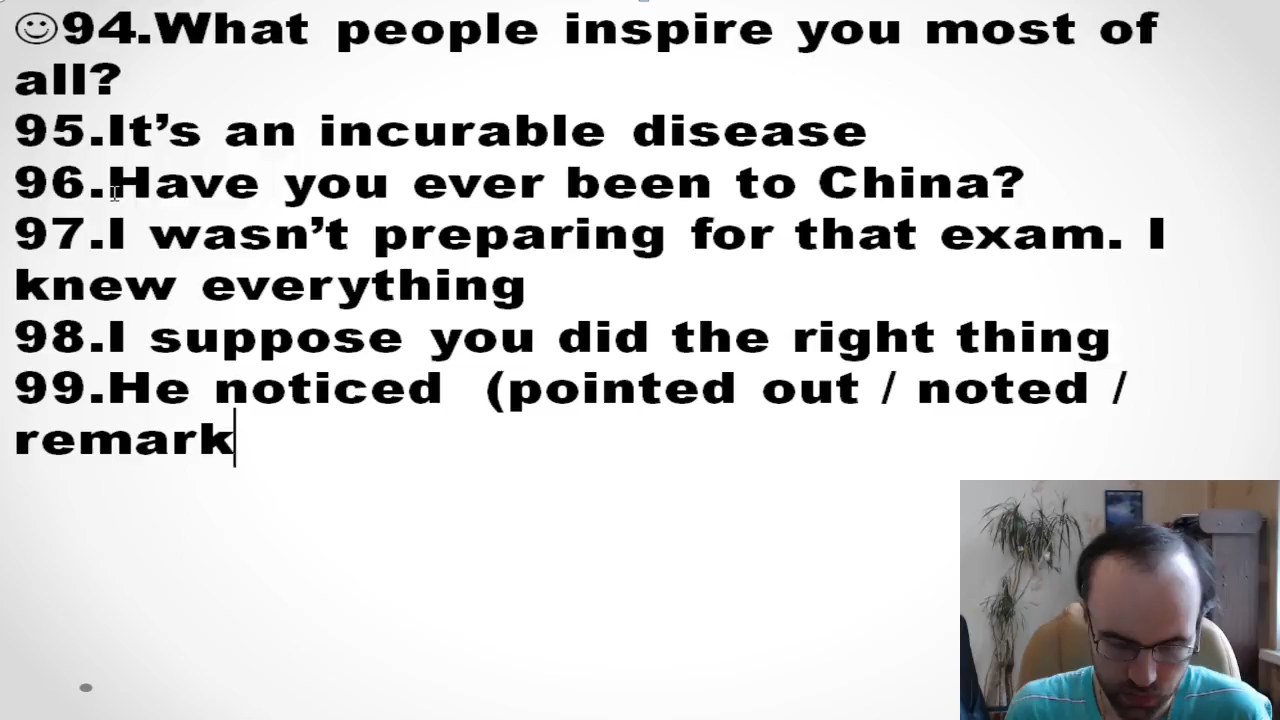 ☺94.What people inspire you most of
all?
95.It’s an incurable disease
96.Have you ever been to China?
97.I wasn’t preparing for that exam. I
knew everything
98.I suppose you did the right thing
99.He noticed (pointed out / noted /
remark